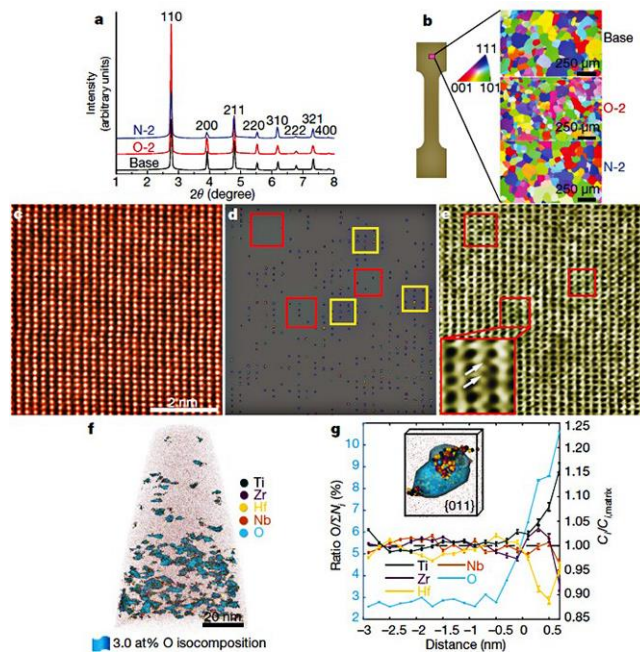 a
110
200
211
220
310
222
321
400
N-2
O-2
Base
Intensity
(arbitrary units)
1 2 3 4 5 6 7 8
2θ (degree)
b
111
001 101
250 μm
Base
250 μm
O-2
250 μm
N-2
c
2 nm
d
e
f
Ti
Zr
Hf
Nb
O
20 nm
3.0 at% O isocomposition
g
Ratio O/ΣNi (%)
10
9
8
7
6
5
4
3
2
{011}
Ti Nb
Zr O
Hf
1.25
1.20
1.15
1.10
1.05
1.00
0.95
0.90
0.85
Ci/Ci,matrix
−3 −2.5 −2 −1.5 −1 −0.5 0 0.5
Distance (nm)